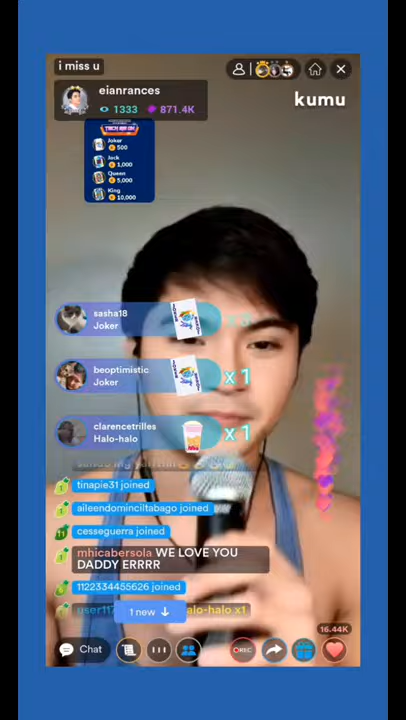 i miss u
eianrances
1333 871.4K
kumu
Joker
500
Jack
1,000
Queen
5,000
King
10,000
sasha18
Joker
beoptimistic
Joker
x 1
clarencetrilles
Halo-halo
x 1
tinapie31 joined
aileendominciltabago joined
cesseguerra joined
mhicabersola WE LOVE YOU
DADDY ERRRR
1122334455626 joined
1 new
alo-halo x1
16.44K
Chat
REC